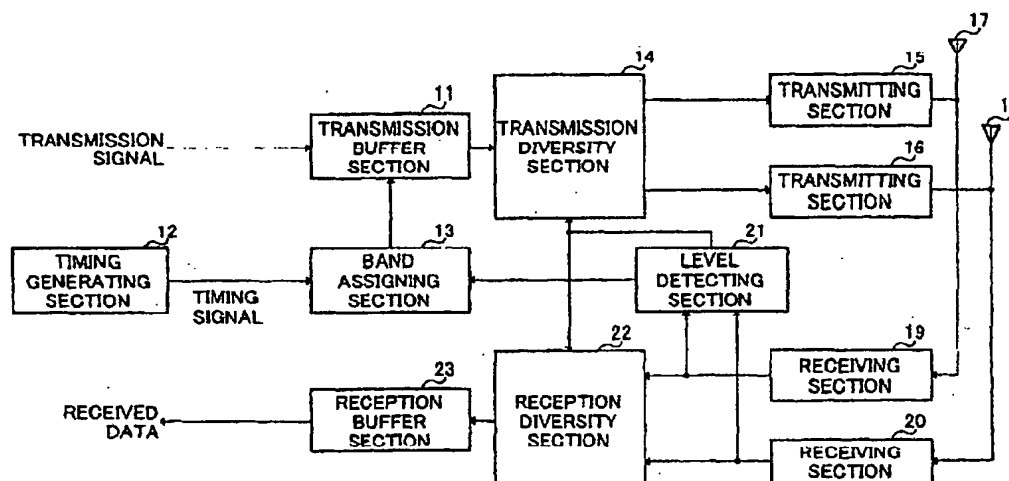 17
14
15
11
TRANSMITTING
SECTION
TRANSMISSION
SIGNAL
TRANSMISSION
BUFFER
SECTION
TRANSMISSION
DIVERSITY
SECTION
16
TRANSMITTING
SECTION
12
13
21
TIMING
GENERATING
SECTION
BAND
ASSIGNING
SECTION
LEVEL
DETECTING
SECTION
TIMING
SIGNAL
22
19
23
RECEIVING
SECTION
RECEIVED
DATA
RECEPTION
BUFFER
SECTION
RECEPTION
DIVERSITY
SECTION
20
RECEIVING
SECTION